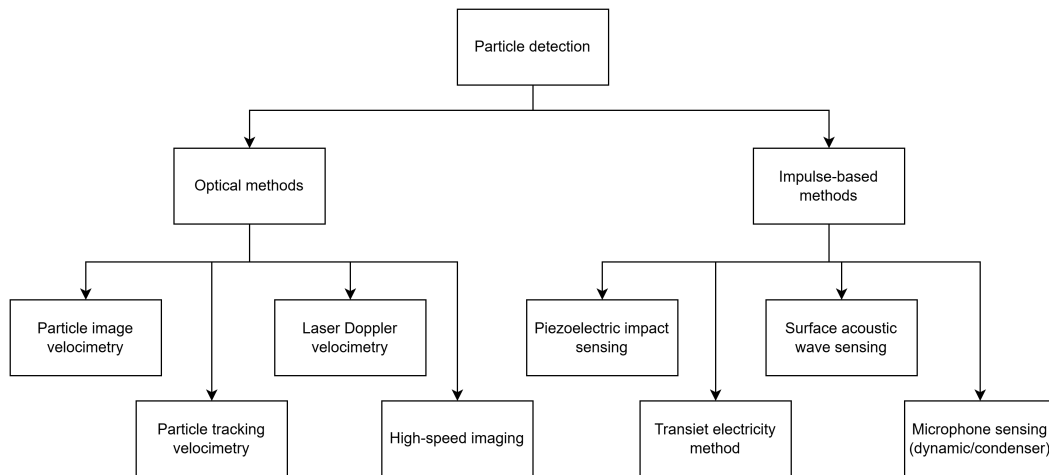 Particle detection
Optical methods
Impulse-based
methods
Particle image
velocimetry
Laser Doppler
velocimetry
Piezoelectric impact
sensing
Surface acoustic
wave sensing
Particle tracking
velocimetry
High-speed imaging
Transiet electricity
method
Microphone sensing
(dynamic/condenser)